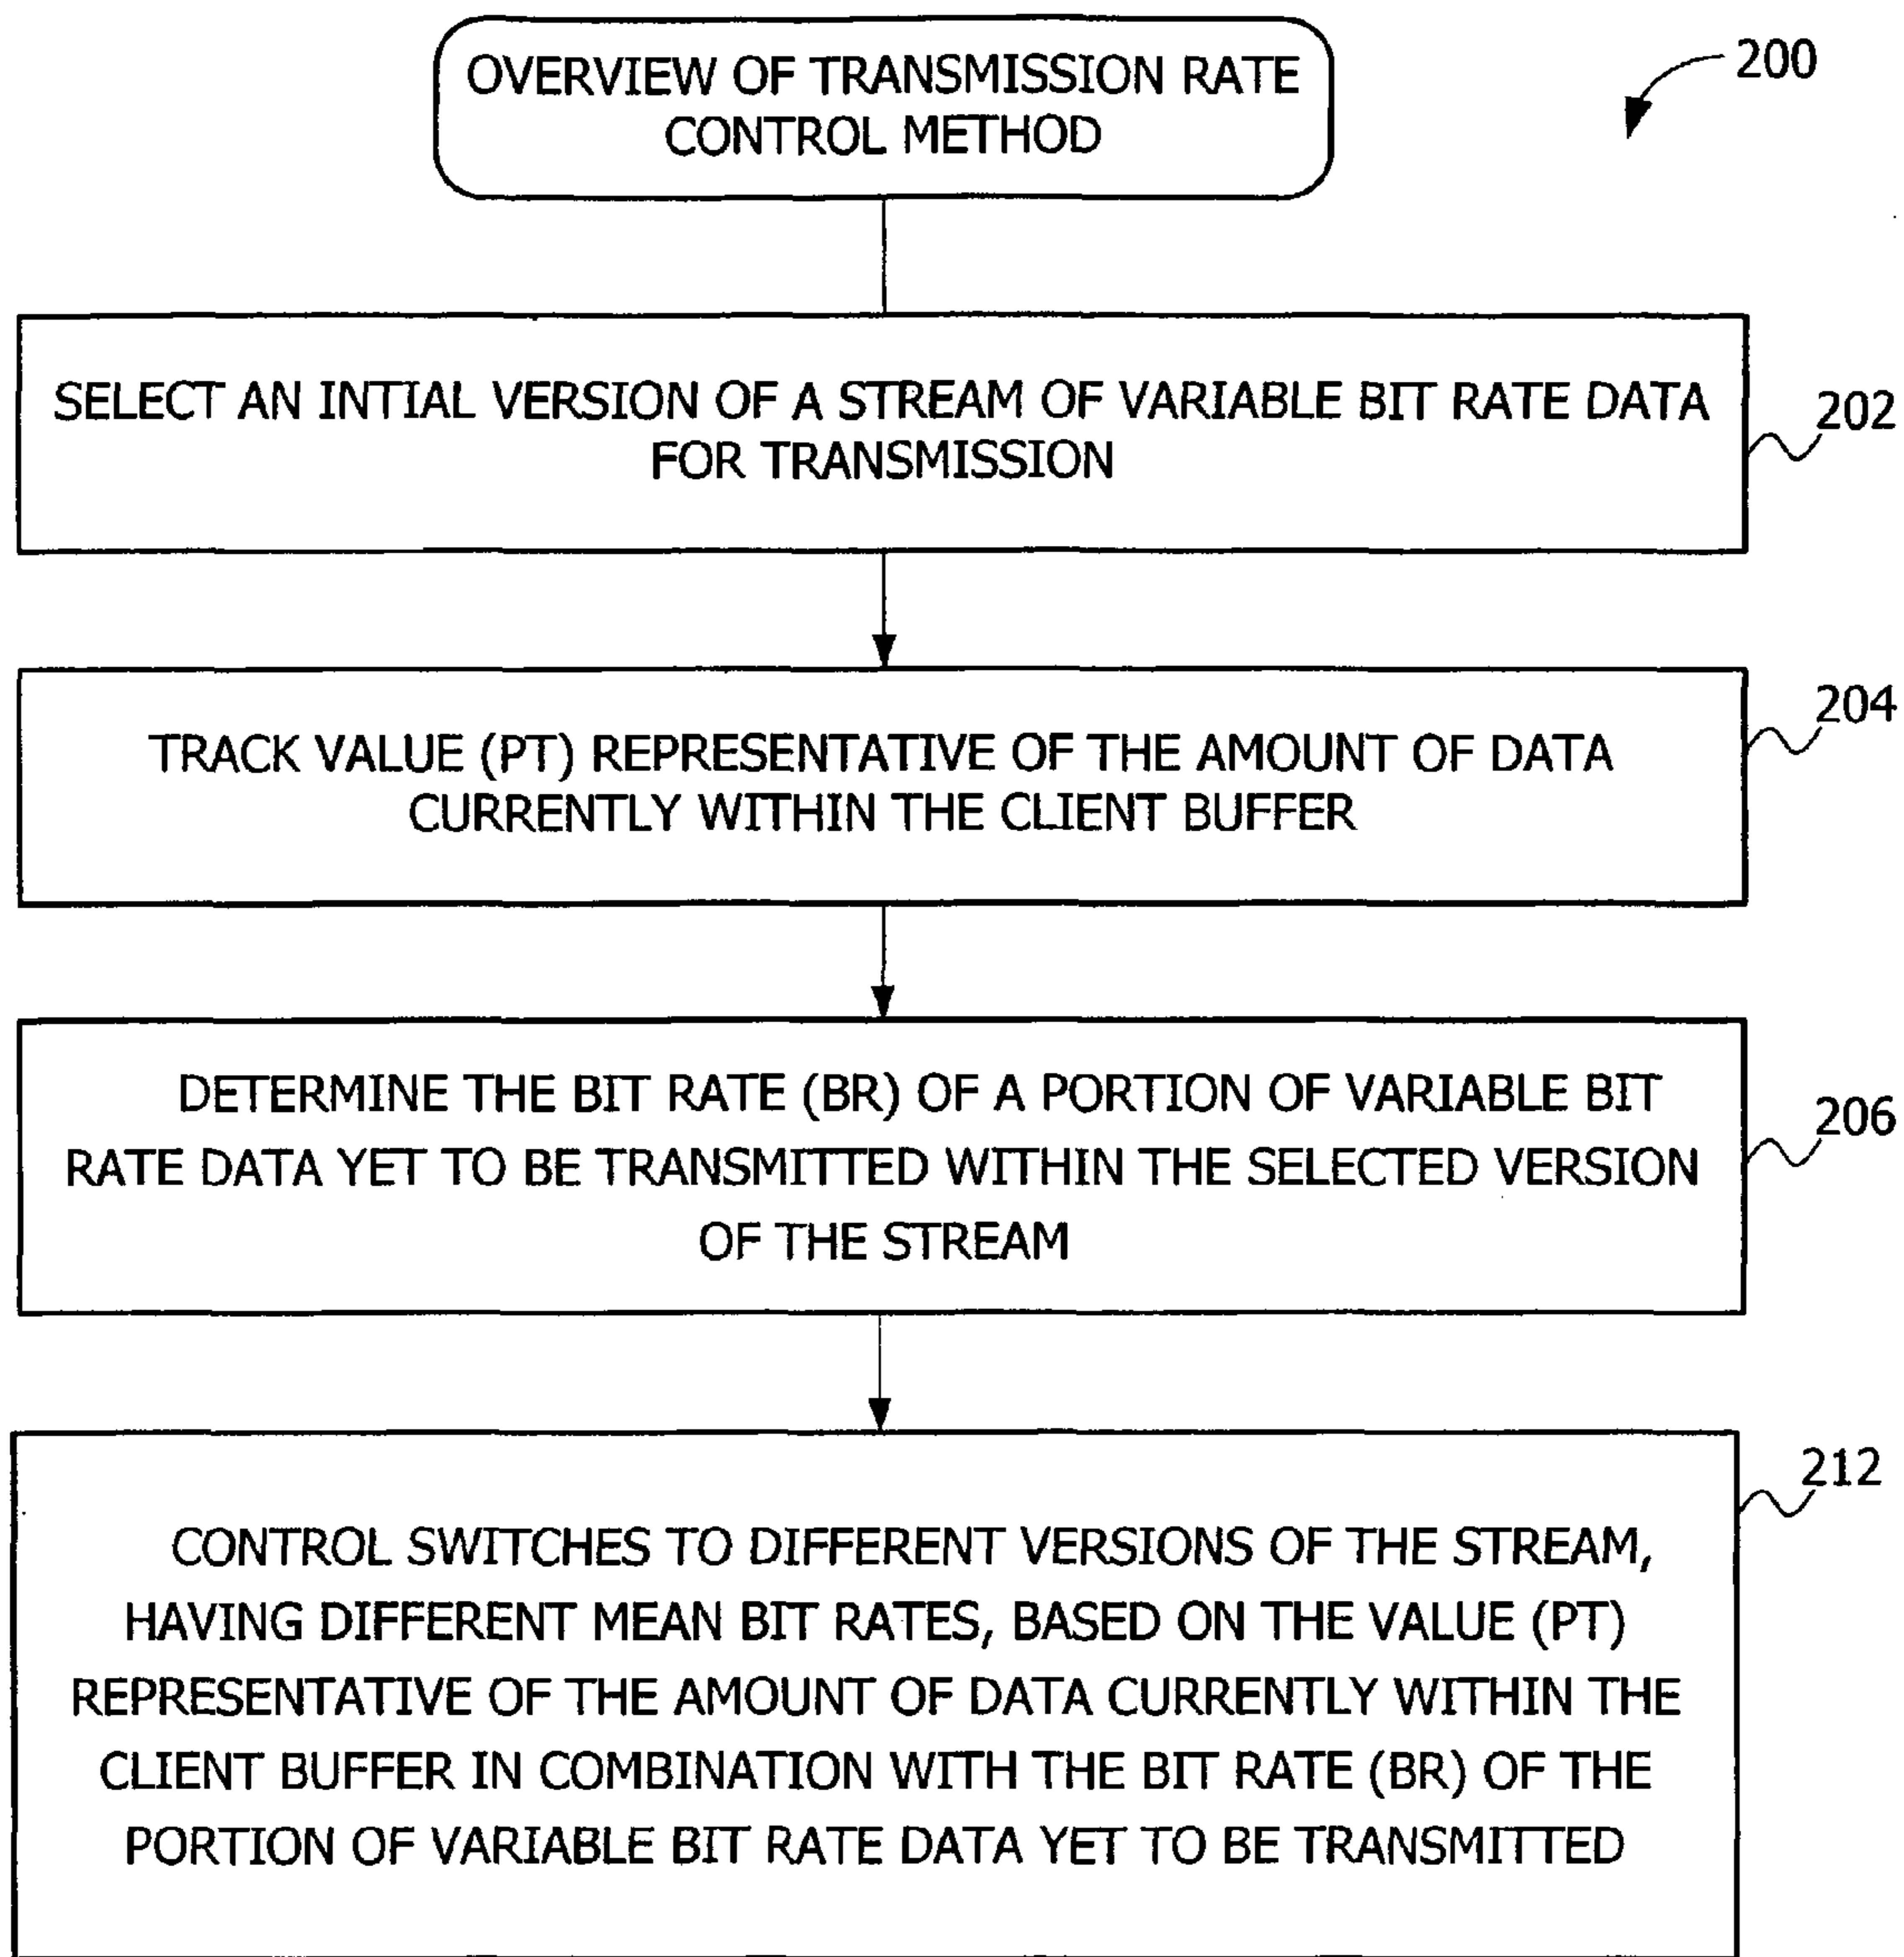 OVERVIEW OF TRANSMISSION RATE
CONTROL METHOD
200
SELECT AN INTIAL VERSION OF A STREAM OF VARIABLE BIT RATE DATA
FOR TRANSMISSION
202
TRACK VALUE (PT) REPRESENTATIVE OF THE AMOUNT OF DATA
CURRENTLY WITHIN THE CLIENT BUFFER
204
DETERMINE THE BIT RATE (BR) OF A PORTION OF VARIABLE BIT
RATE DATA YET TO BE TRANSMITTED WITHIN THE SELECTED VERSION
OF THE STREAM
206
CONTROL SWITCHES TO DIFFERENT VERSIONS OF THE STREAM,
HAVING DIFFERENT MEAN BIT RATES, BASED ON THE VALUE (PT)
REPRESENTATIVE OF THE AMOUNT OF DATA CURRENTLY WITHIN THE
CLIENT BUFFER IN COMBINATION WITH THE BIT RATE (BR) OF THE
PORTION OF VARIABLE BIT RATE DATA YET TO BE TRANSMITTED
212